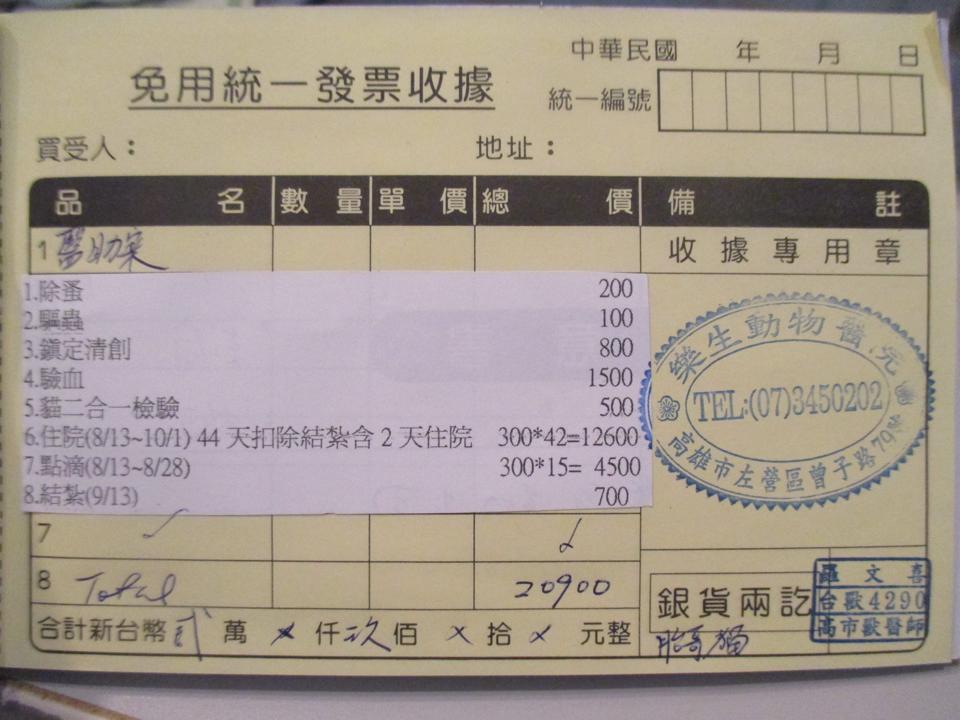 中華民國 年 月 日
免用統一發票收據
統一編號
買受人： 地址：
品名 數量 單價 總價 備註
1 醫助案
收據專用章
1.除蚤 200
2.驅蟲 100
3.鎮定清創 800
4.驗血 1500
5.貓二合一檢驗 500
6.住院(8/13~10/1) 44 天扣除結紮含 2 天住院 300*42=12600
7.點滴(8/13~8/28) 300*15= 4500
8.結紮(9/13) 700
樂生動物醫院
TEL:(07)3450202
高雄市左營區曾子路79號
7
8 Total 20900
合計新台幣 貳 萬 × 仟 玖 佰 × 拾 × 元整
銀貨兩訖
羅文喜
台獸4290
高市獸醫師